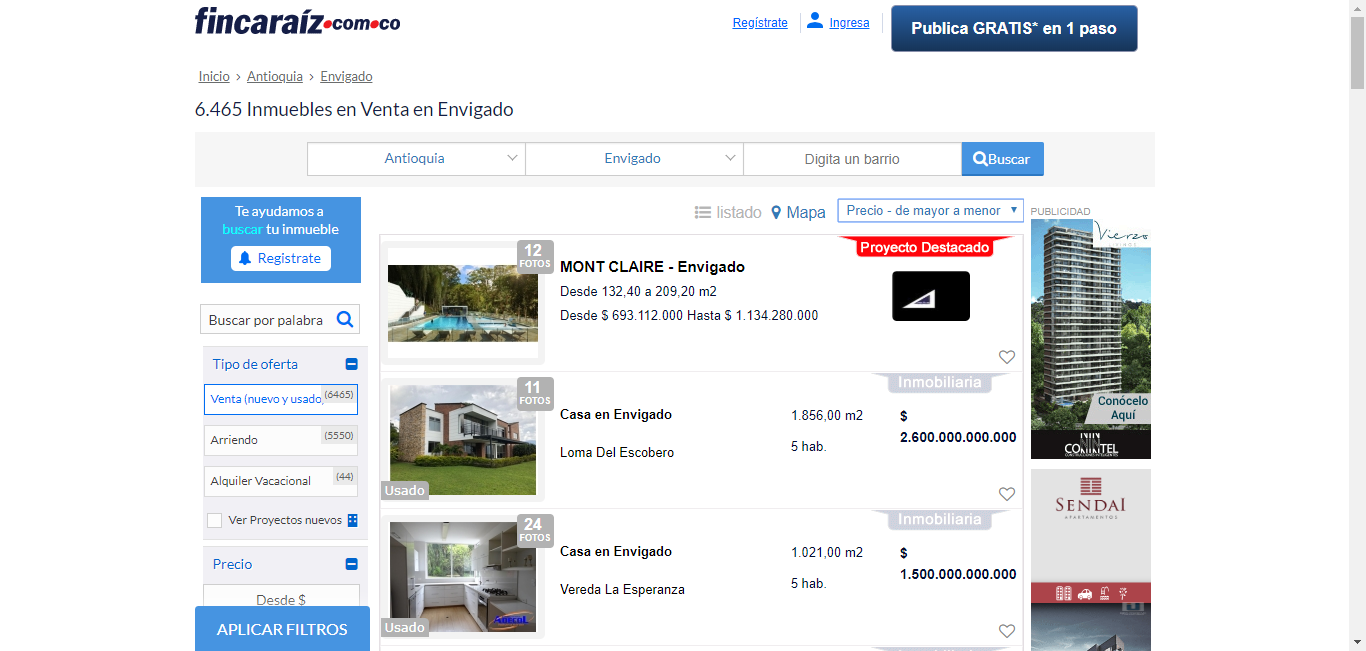 fincaraíz.com.co
Regístrate
Ingresa
Publica GRATIS* en 1 paso
Inicio › Antioquia › Envigado
6.465 Inmuebles en Venta en Envigado
Antioquia
Envigado
Digita un barrio
Buscar
Te ayudamos a
buscar tu inmueble
Registrate
listado
Mapa
Precio - de mayor a menor
PUBLICIDAD
Buscar por palabra
Tipo de oferta
Venta (nuevo y usado)
(6465)
Arriendo
(5550)
Alquiler Vacacional
(44)
Ver Proyectos nuevos
Precio
Desde $
APLICAR FILTROS
12
FOTOS
MONT CLAIRE - Envigado
Desde 132,40 a 209,20 m2
Desde $ 693.112.000 Hasta $ 1.134.280.000
Proyecto Destacado
11
FOTOS
Usado
Casa en Envigado
Loma Del Escobero
1.856,00 m2
5 hab.
Inmobiliaria
$
2.600.000.000.000
24
FOTOS
Usado
Casa en Envigado
Vereda La Esperanza
1.021,00 m2
5 hab.
Inmobiliaria
$
1.500.000.000.000
Vierzo
Conócelo
Aquí
CONINTEL
SENDAI
APARTAMENTOS